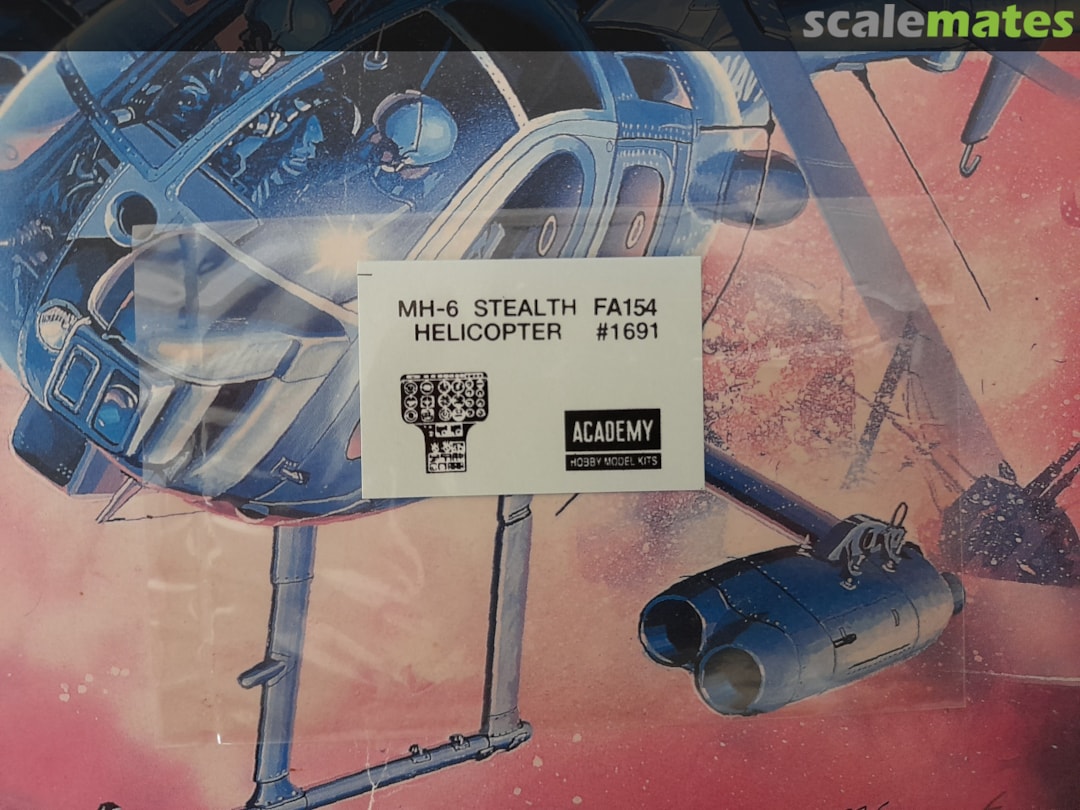 scalemates
MH-6 STEALTH FA154
HELICOPTER #1691
ACADEMY
HOBBY MODEL KITS